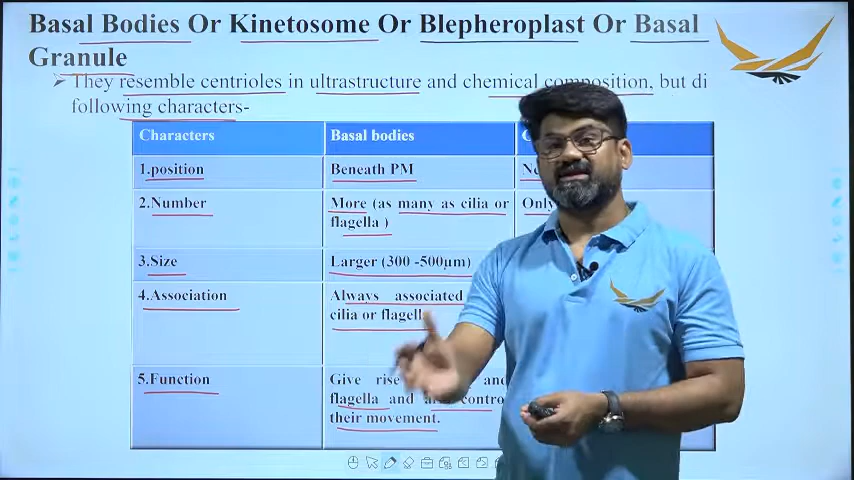 Basal Bodies Or Kinetosome Or Blepheroplast Or Basal
Granule
They resemble centrioles in ultrastructure and chemical composition, but di
following characters-
Characters
Basal bodies
1.position
Beneath PM
2.Number
More (as many as cilia or
flagella )
Only
3.Size
Larger (300 -500µm)
4.Association
Always associated
cilia or flagell
5.Function
Give rise and
flagella and also contro
their movement.